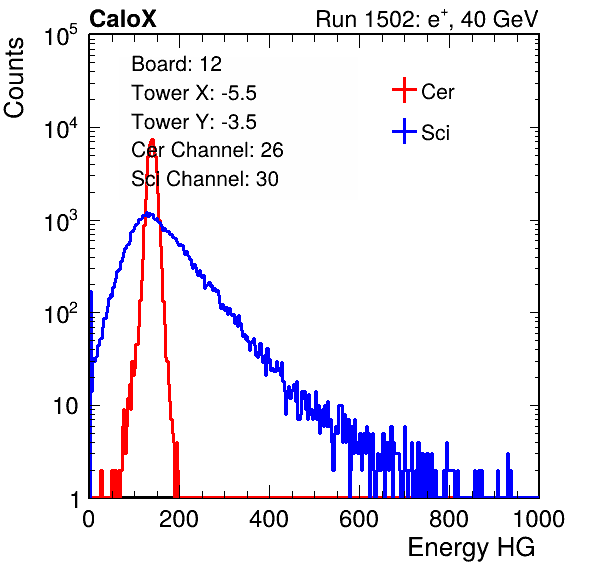 CaloX Run 1502: e⁺, 40 GeV
Counts
Board: 12
Tower X: -5.5
Tower Y: -3.5
Cer Channel: 26
Sci Channel: 30
Cer
Sci
10⁵
10⁴
10³
10²
10
1
0 200 400 600 800 1000
Energy HG